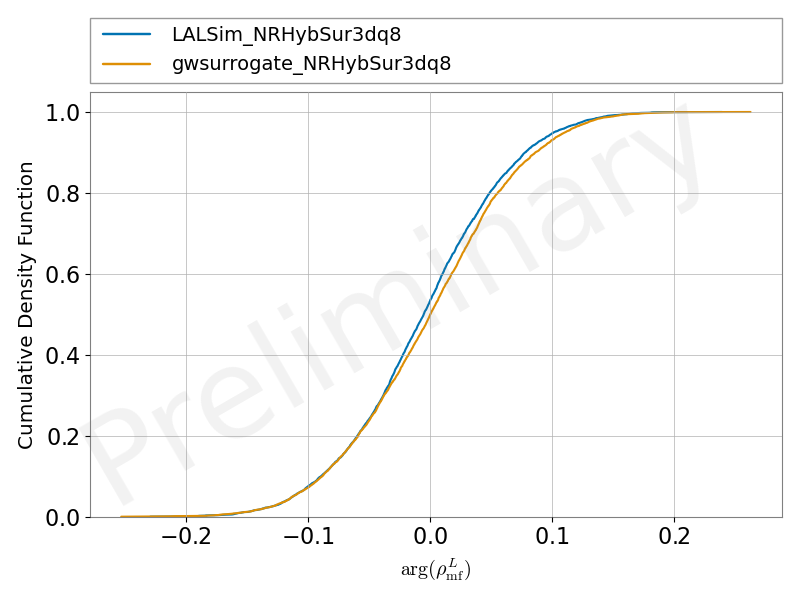 LALSim_NRHybSur3dq8
gwsurrogate_NRHybSur3dq8
Preliminary
Cumulative Density Function
1.0
0.8
0.6
0.4
0.2
0.0
−0.2 −0.1 0.0 0.1 0.2
arg(ρ^L_mf)